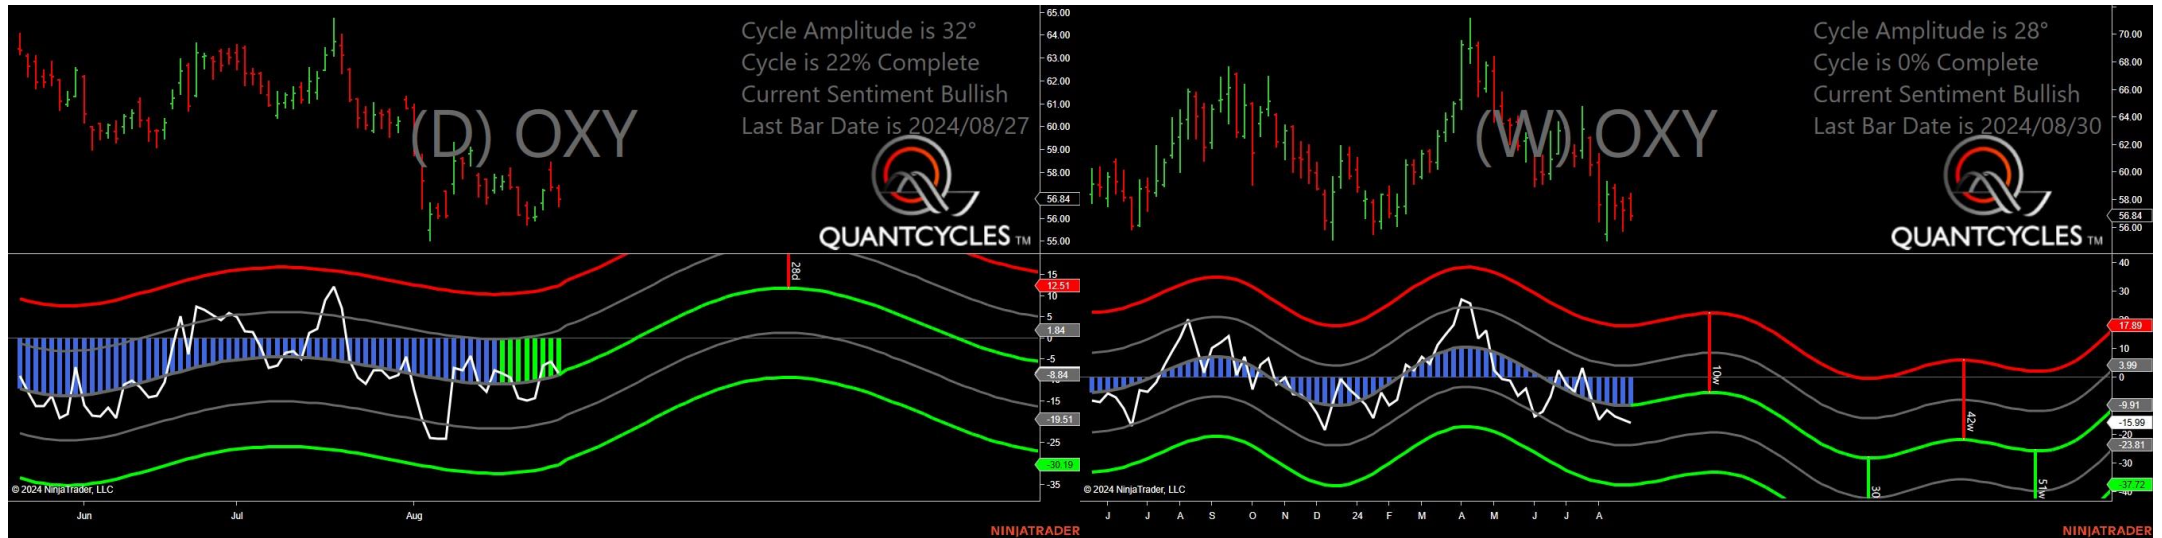 Cycle Amplitude is 32°
Cycle is 22% Complete
Current Sentiment Bullish
Last Bar Date is 2024/08/27
(D) OXY
QUANTCYCLES TM
65.00
64.00
63.00
62.00
61.00
60.00
59.00
58.00
56.84
56.00
55.00
28d
15
12.51
10
5
1.84
0
-5
-8.84
-10
-15
-19.51
-25
-30.19
-35
© 2024 NinjaTrader, LLC
Jun Jul Aug
NINJATRADER
Cycle Amplitude is 28°
Cycle is 0% Complete
Current Sentiment Bullish
Last Bar Date is 2024/08/30
(W) OXY
QUANTCYCLES TM
70.00
68.00
66.00
64.00
62.00
60.00
58.00
56.84
56.00
10w
42w
30
51w
40
30
20
17.89
3.99
0
-9.91
-15.99
-20
-23.81
-30
-37.72
-40
© 2024 NinjaTrader, LLC
J J A S O N D 24 F M A M J J A
NINJATRADER